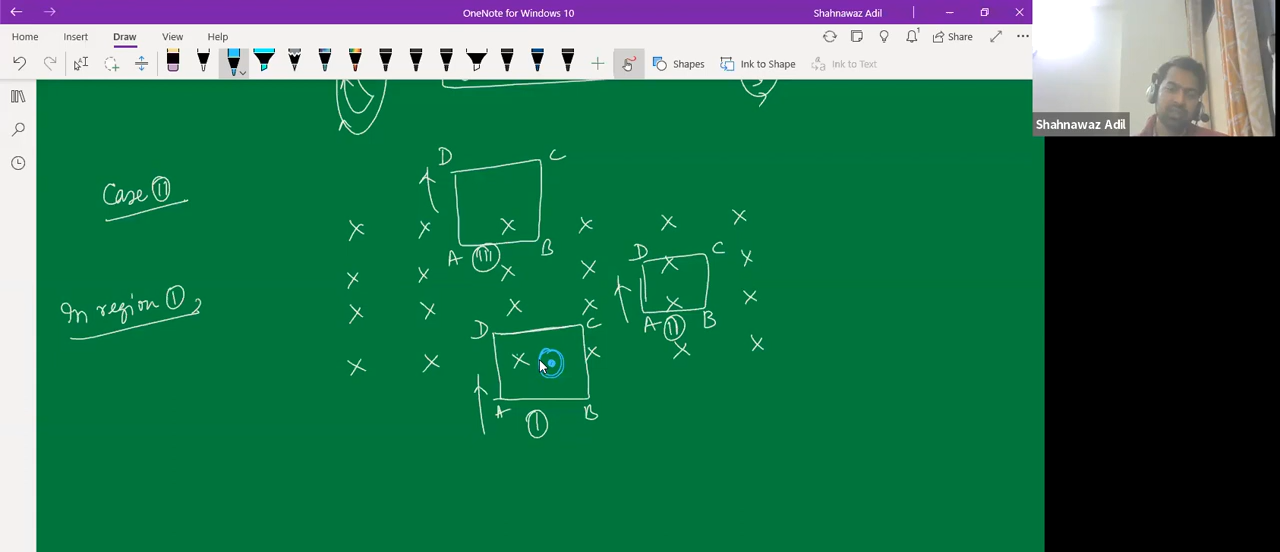 OneNote for Windows 10
Shahnawaz Adil
Home Insert Draw View Help
Share
Shapes
Ink to Shape
Ink to Text
Shahnawaz Adil
D C
Case II
A B
III
D C
In region I,
A B
II
D C
A B
I